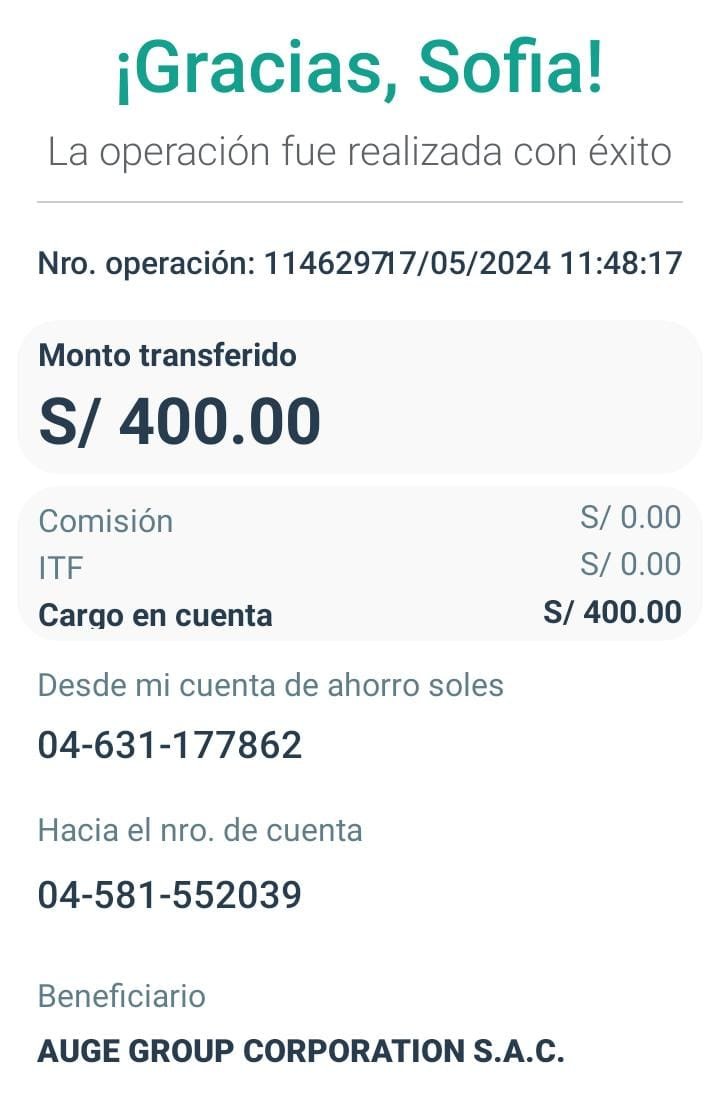 ¡Gracias, Sofia!
La operación fue realizada con éxito
Nro. operación: 11462971 17/05/2024 11:48:17
Monto transferido
S/ 400.00
Comisión S/ 0.00
ITF S/ 0.00
Cargo en cuenta S/ 400.00
Desde mi cuenta de ahorro soles
04-631-177862
Hacia el nro. de cuenta
04-581-552039
Beneficiario
AUGE GROUP CORPORATION S.A.C.